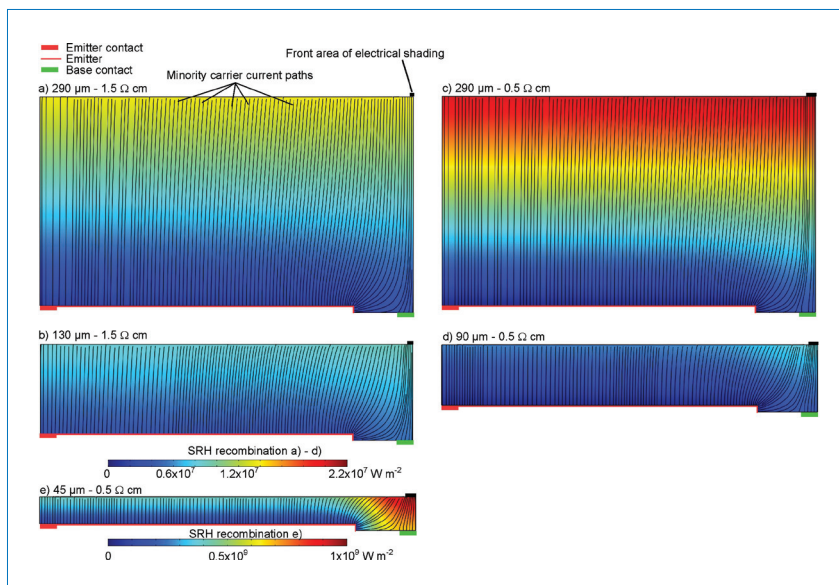 Emitter contact
Emitter
Base contact
Minority carrier current paths
Front area of electrical shading
a) 290 µm - 1.5 Ω cm
c) 290 µm - 0.5 Ω cm
b) 130 µm - 1.5 Ω cm
d) 90 µm - 0.5 Ω cm
SRH recombination a) - d)
0 0.6x10⁷ 1.2x10⁷ 2.2x10⁷ W m⁻²
e) 45 µm - 0.5 Ω cm
SRH recombination e)
0 0.5x10⁹ 1x10⁹ W m⁻²